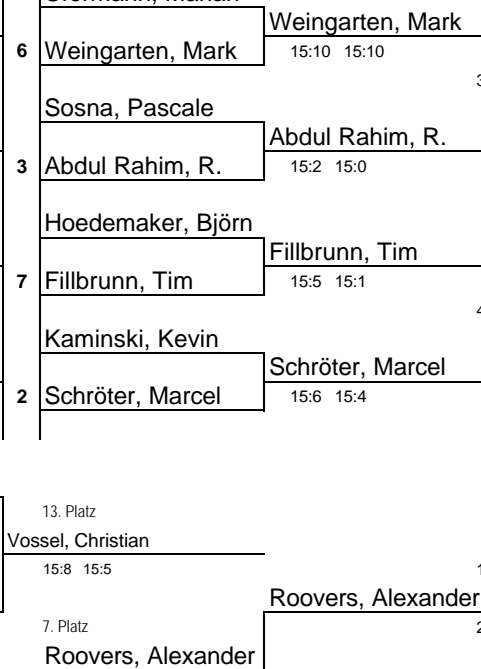 Weingarten, Mark
6 Weingarten, Mark 15:10 15:10
Sosna, Pascale
Abdul Rahim, R.
3 Abdul Rahim, R. 15:2 15:0
Hoedemaker, Björn
Fillbrunn, Tim
7 Fillbrunn, Tim 15:5 15:1
Kaminski, Kevin
Schröter, Marcel
2 Schröter, Marcel 15:6 15:4
13. Platz
Vossel, Christian
15:8 15:5
Roovers, Alexander
7. Platz
Roovers, Alexander